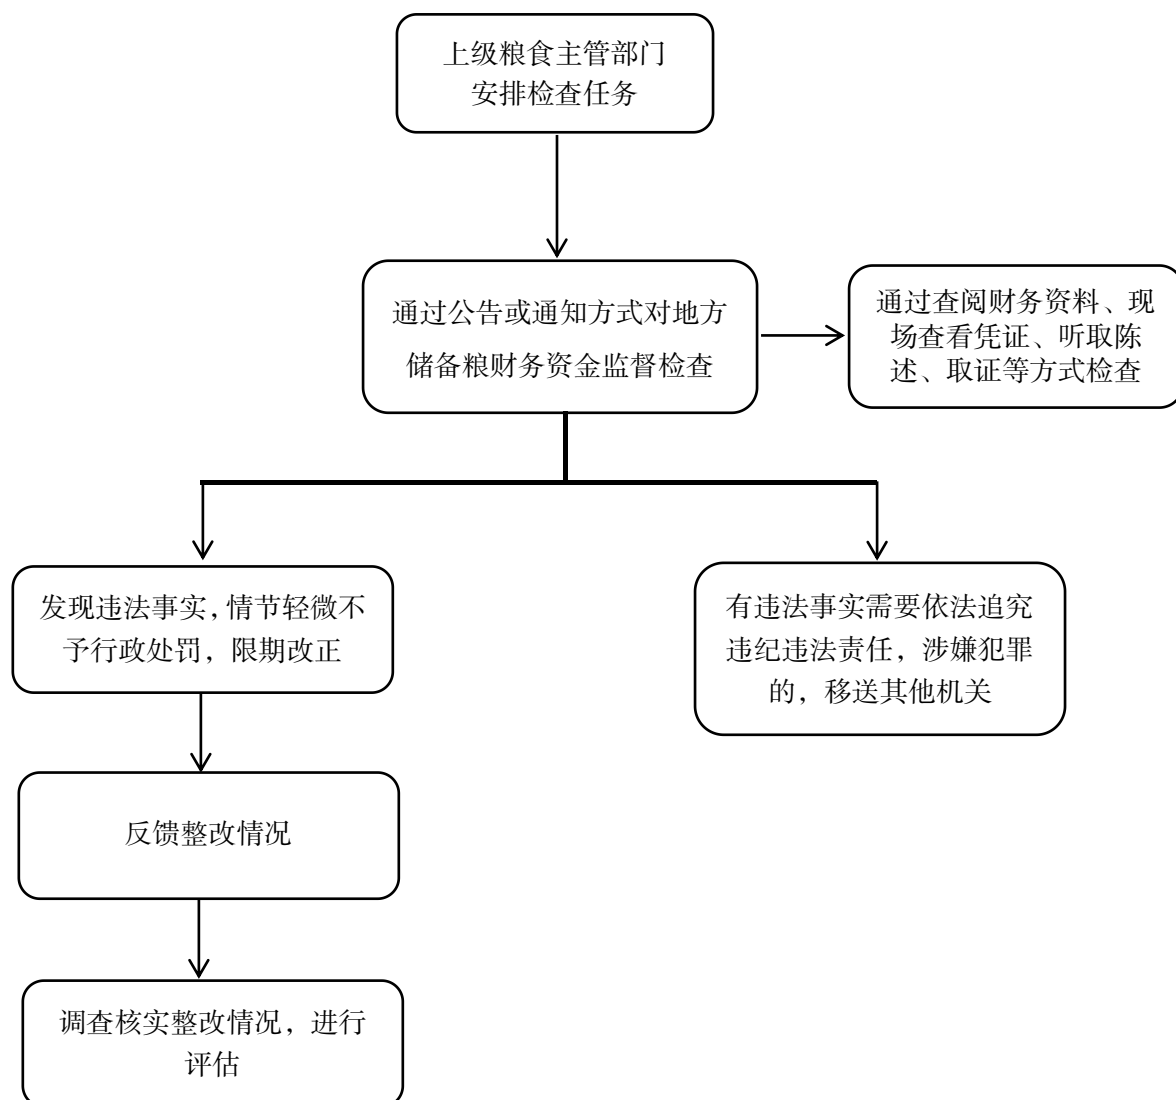 上级粮食主管部门
安排检查任务
通过公告或通知方式对地方
储备粮财务资金监督检查
通过查阅财务资料、现
场查看凭证、听取陈
述、取证等方式检查
发现违法事实，情节轻微不
予行政处罚，限期改正
有违法事实需要依法追究
违纪违法责任，涉嫌犯罪
的，移送其他机关
反馈整改情况
调查核实整改情况，进行
评估